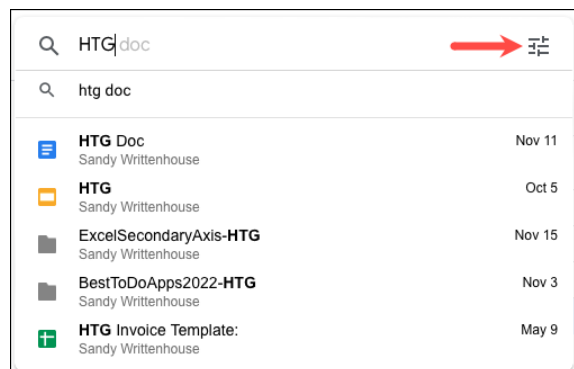 HTG doc
htg doc
HTG Doc Nov 11
Sandy Writtenhouse
HTG Oct 5
Sandy Writtenhouse
ExcelSecondaryAxis-HTG Nov 15
Sandy Writtenhouse
BestToDoApps2022-HTG Nov 3
Sandy Writtenhouse
HTG Invoice Template: May 9
Sandy Writtenhouse